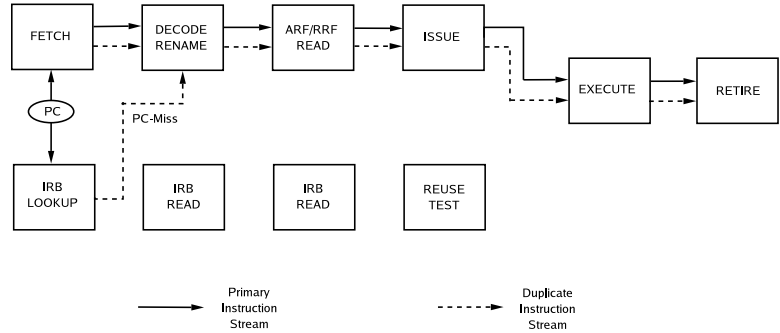 FETCH
DECODE
RENAME
ARF/RRF
READ
ISSUE
EXECUTE
RETIRE
PC
PC-Miss
IRB
LOOKUP
IRB
READ
IRB
READ
REUSE
TEST
Primary
Instruction
Stream
Duplicate
Instruction
Stream